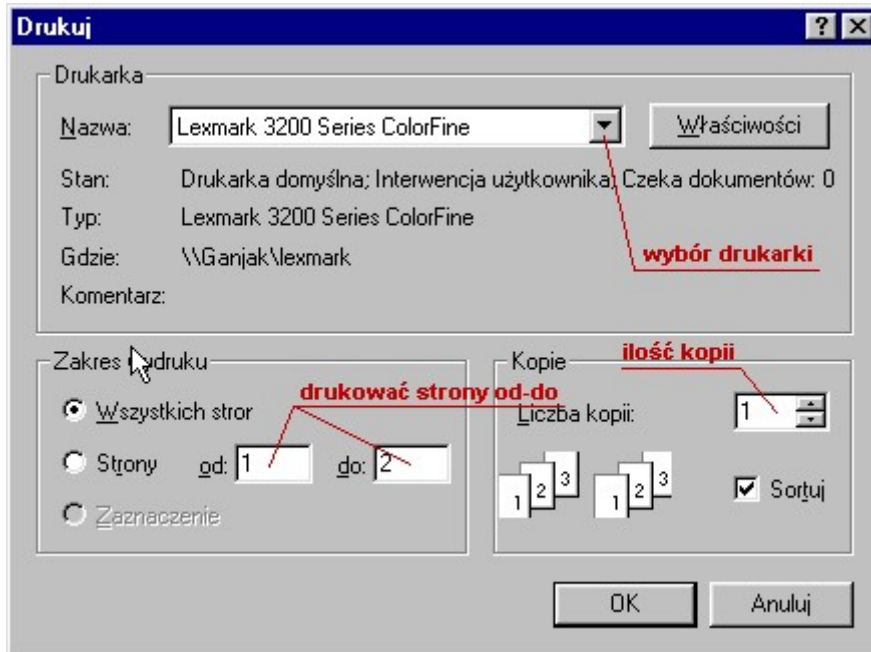 Drukuj
Drukarka
Nazwa: Lexmark 3200 Series ColorFine Właściwości
Stan: Drukarka domyślna; Interwencja użytkownika; Czeka dokumentów: 0
Typ: Lexmark 3200 Series ColorFine
Gdzie: \\Ganjak\lexmark
wybór drukarki
Komentarz:
Zakres wydruku
Kopie
ilość kopii
drukować strony od-do
Wszystkich stror
Liczba kopii: 1
Strony od: 1 do: 2
1 2 3 1 2 3
Sortuj
Zaznaczenie
OK Anuluj